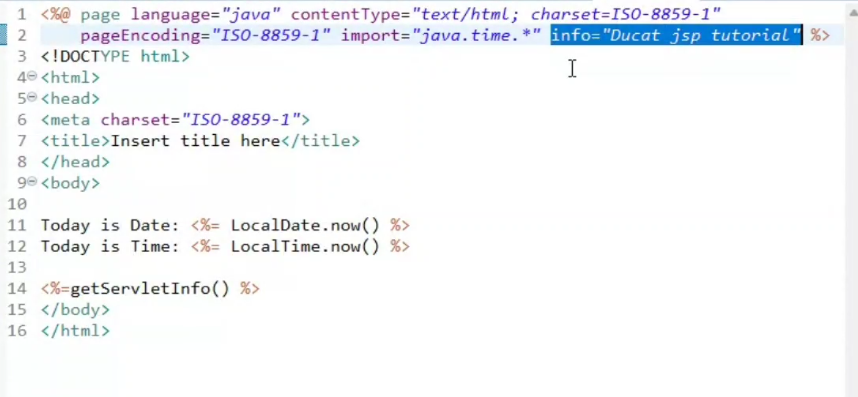 1 <%@ page language="java" contentType="text/html; charset=ISO-8859-1"
2 pageEncoding="ISO-8859-1" import="java.time.*" info="Ducat jsp tutorial" %>
3 <!DOCTYPE html>
4 <html>
5 <head>
6 <meta charset="ISO-8859-1">
7 <title>Insert title here</title>
8 </head>
9 <body>
10
11 Today is Date: <%= LocalDate.now() %>
12 Today is Time: <%= LocalTime.now() %>
13
14 <%=getServletInfo() %>
15 </body>
16 </html>